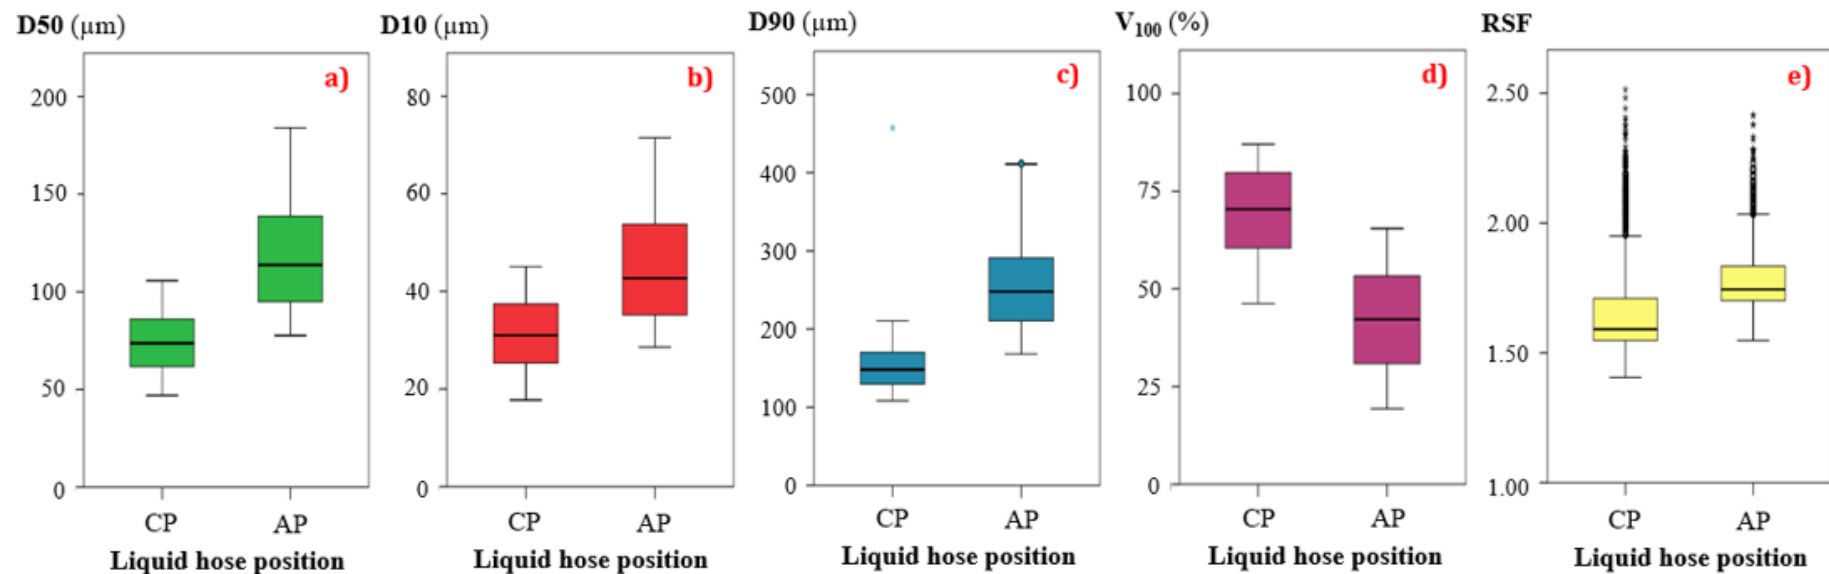 D50 (µm)
a)
200
150
100
50
0
CP
AP
Liquid hose position
D10 (µm)
b)
80
60
40
20
0
CP
AP
Liquid hose position
D90 (µm)
c)
500
400
300
200
100
0
CP
AP
Liquid hose position
V₁₀₀ (%)
d)
100
75
50
25
0
CP
AP
Liquid hose position
RSF
e)
2.50
2.00
1.50
1.00
CP
AP
Liquid hose position